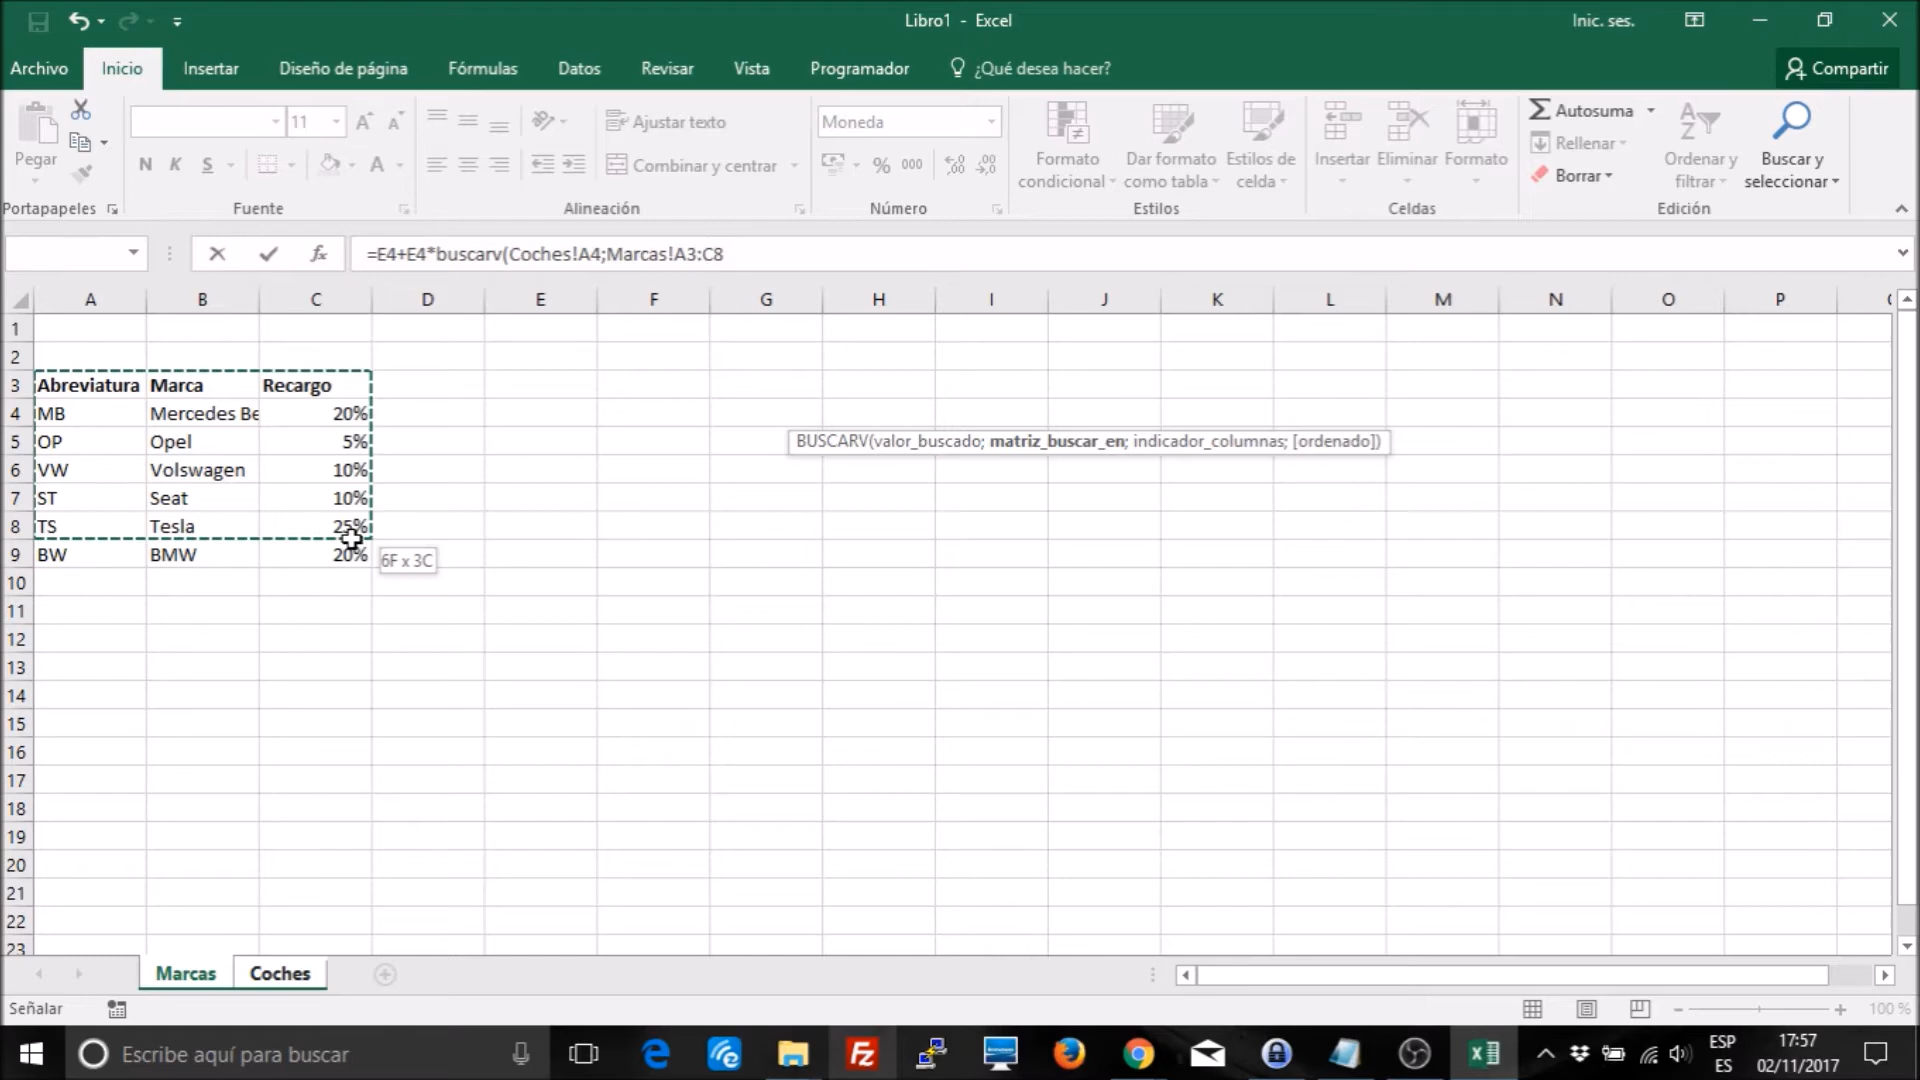 Libro1 - Excel
Inic. ses.
Archivo Inicio Insertar Diseño de página Fórmulas Datos Revisar Vista Programador ¿Qué desea hacer? Compartir
Pegar
Portapapeles
11
N K S
Fuente
Ajustar texto
Combinar y centrar
Alineación
Moneda
% 000
Número
Formato condicional
Dar formato como tabla
Estilos de celda
Estilos
Insertar Eliminar Formato
Celdas
Autosuma
Rellenar
Borrar
Ordenar y filtrar
Buscar y seleccionar
Edición
fx =E4+E4*buscarv(Coches!A4;Marcas!A3:C8
A B C D E F G H I J K L M N O P
1
2
3 Abreviatura Marca Recargo
4 MB Mercedes Be 20%
5 OP Opel 5%
BUSCARV(valor_buscado; matriz_buscar_en; indicador_columnas; [ordenado])
6 VW Volswagen 10%
7 ST Seat 10%
8 TS Tesla 25%
9 BW BMW 20%
6F x 3C
10
11
12
13
14
15
16
17
18
19
20
21
22
23
Marcas Coches
Señalar
100 %
Escribe aquí para buscar
ESP
ES
17:57
02/11/2017